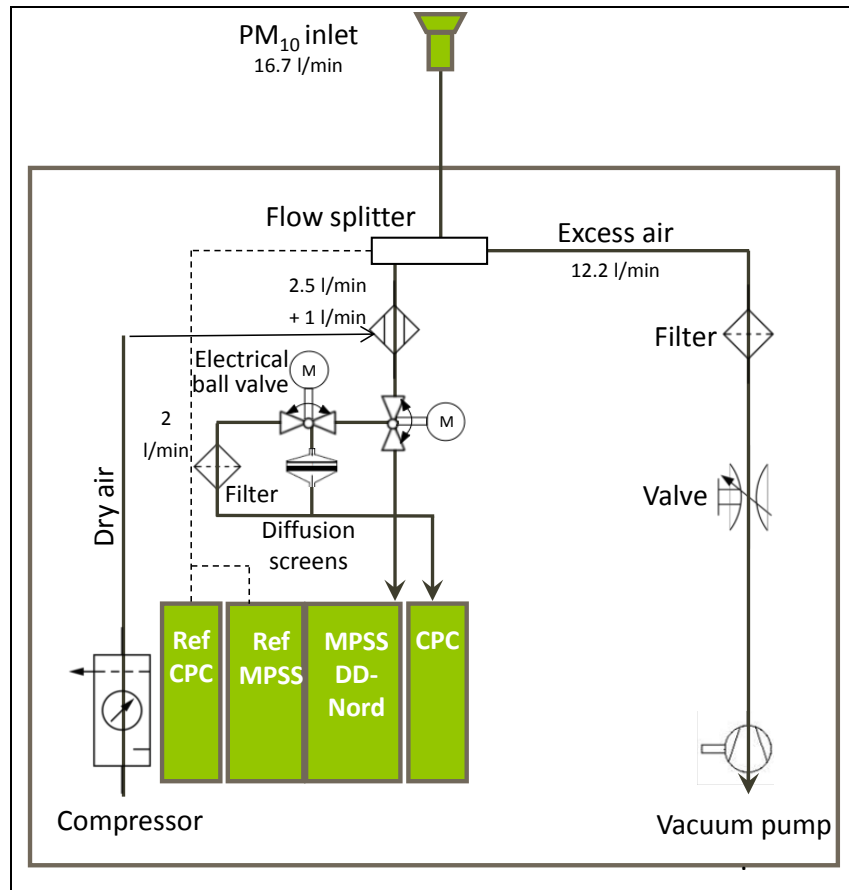 PM₁₀ inlet
16.7 l/min
Flow splitter
Excess air
12.2 l/min
2.5 l/min
+ 1 l/min
Filter
Electrical
ball valve
M
M
2
l/min
Filter
Valve
Dry air
Diffusion
screens
Ref
CPC
Ref
MPSS
MPSS
DD-
Nord
CPC
Compressor
Vacuum pump